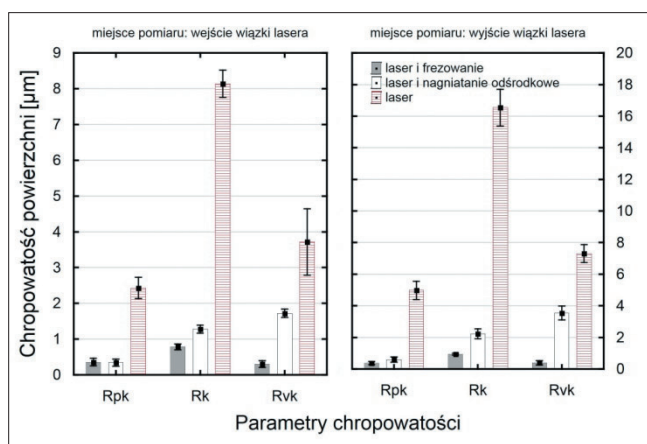 miejsce pomiaru: wejście wiązki lasera
miejsce pomiaru: wyjście wiązki lasera
Chropowatość powierzchni [µm]
9
8
7
6
5
4
3
2
1
0
Rpk
Rk
Rvk
laser i frezowanie
laser i nagniatanie odśrodkowe
laser
20
18
16
14
12
10
8
6
4
2
0
Rpk
Rk
Rvk
Parametry chropowatości